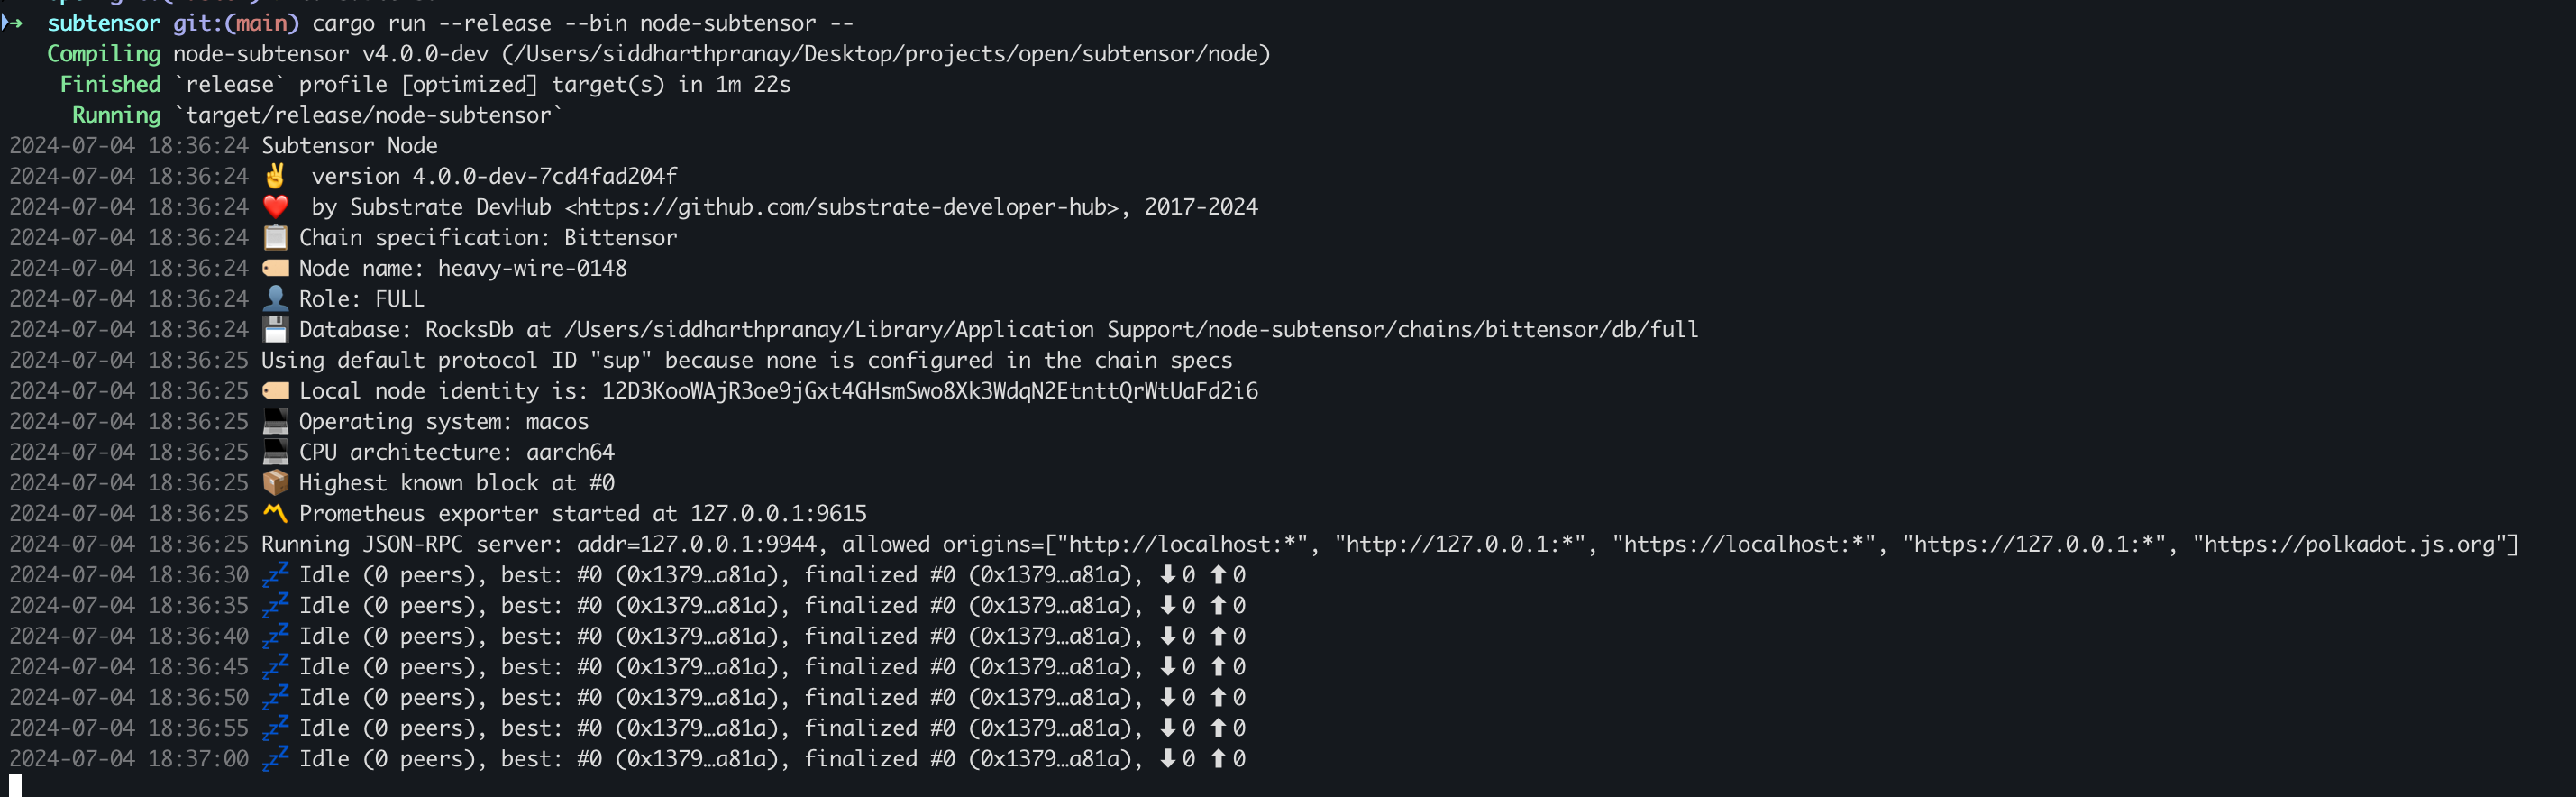 ➜  subtensor git:(main) cargo run --release --bin node-subtensor --
   Compiling node-subtensor v4.0.0-dev (/Users/siddharthpranay/Desktop/projects/open/subtensor/node)
    Finished `release` profile [optimized] target(s) in 1m 22s
     Running `target/release/node-subtensor`
2024-07-04 18:36:24 Subtensor Node
2024-07-04 18:36:24 ✌️  version 4.0.0-dev-7cd4fad204f
2024-07-04 18:36:24 ❤️  by Substrate DevHub <https://github.com/substrate-developer-hub>, 2017-2024
2024-07-04 18:36:24 📋 Chain specification: Bittensor
2024-07-04 18:36:24 🏷 Node name: heavy-wire-0148
2024-07-04 18:36:24 👤 Role: FULL
2024-07-04 18:36:24 💾 Database: RocksDb at /Users/siddharthpranay/Library/Application Support/node-subtensor/chains/bittensor/db/full
2024-07-04 18:36:25 Using default protocol ID "sup" because none is configured in the chain specs
2024-07-04 18:36:25 🏷 Local node identity is: 12D3KooWAjR3oe9jGxt4GHsmSwo8Xk3WdqN2EtnttQrWtUaFd2i6
2024-07-04 18:36:25 💻 Operating system: macos
2024-07-04 18:36:25 💻 CPU architecture: aarch64
2024-07-04 18:36:25 📦 Highest known block at #0
2024-07-04 18:36:25 〽️ Prometheus exporter started at 127.0.0.1:9615
2024-07-04 18:36:25 Running JSON-RPC server: addr=127.0.0.1:9944, allowed origins=["http://localhost:*", "http://127.0.0.1:*", "https://localhost:*", "https://127.0.0.1:*", "https://polkadot.js.org"]
2024-07-04 18:36:30 💤 Idle (0 peers), best: #0 (0x1379…a81a), finalized #0 (0x1379…a81a), ⬇ 0 ⬆ 0
2024-07-04 18:36:35 💤 Idle (0 peers), best: #0 (0x1379…a81a), finalized #0 (0x1379…a81a), ⬇ 0 ⬆ 0
2024-07-04 18:36:40 💤 Idle (0 peers), best: #0 (0x1379…a81a), finalized #0 (0x1379…a81a), ⬇ 0 ⬆ 0
2024-07-04 18:36:45 💤 Idle (0 peers), best: #0 (0x1379…a81a), finalized #0 (0x1379…a81a), ⬇ 0 ⬆ 0
2024-07-04 18:36:50 💤 Idle (0 peers), best: #0 (0x1379…a81a), finalized #0 (0x1379…a81a), ⬇ 0 ⬆ 0
2024-07-04 18:36:55 💤 Idle (0 peers), best: #0 (0x1379…a81a), finalized #0 (0x1379…a81a), ⬇ 0 ⬆ 0
2024-07-04 18:37:00 💤 Idle (0 peers), best: #0 (0x1379…a81a), finalized #0 (0x1379…a81a), ⬇ 0 ⬆ 0